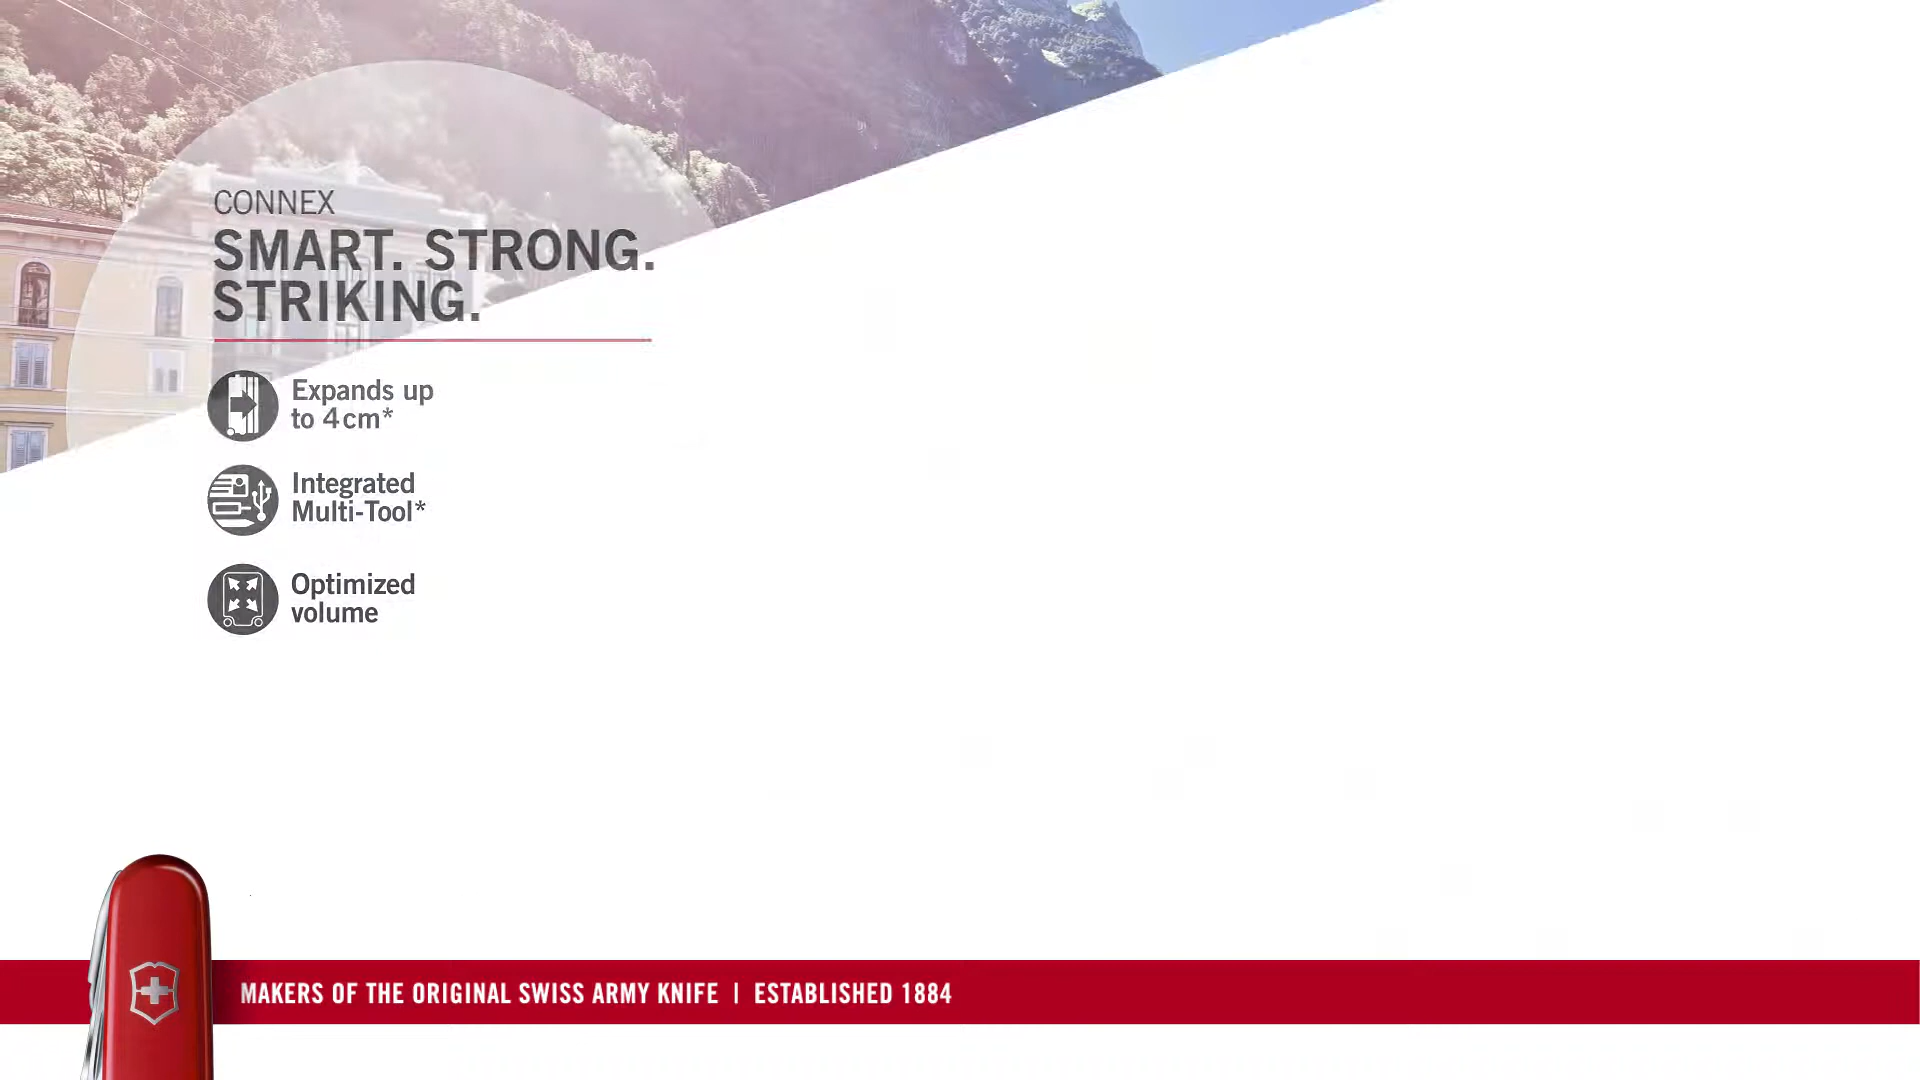 CONNEX
SMART. STRONG.
STRIKING.
Expands up
to 4cm*
Integrated
Multi-Tool*
Optimized
volume
MAKERS OF THE ORIGINAL SWISS ARMY KNIFE | ESTABLISHED 1884